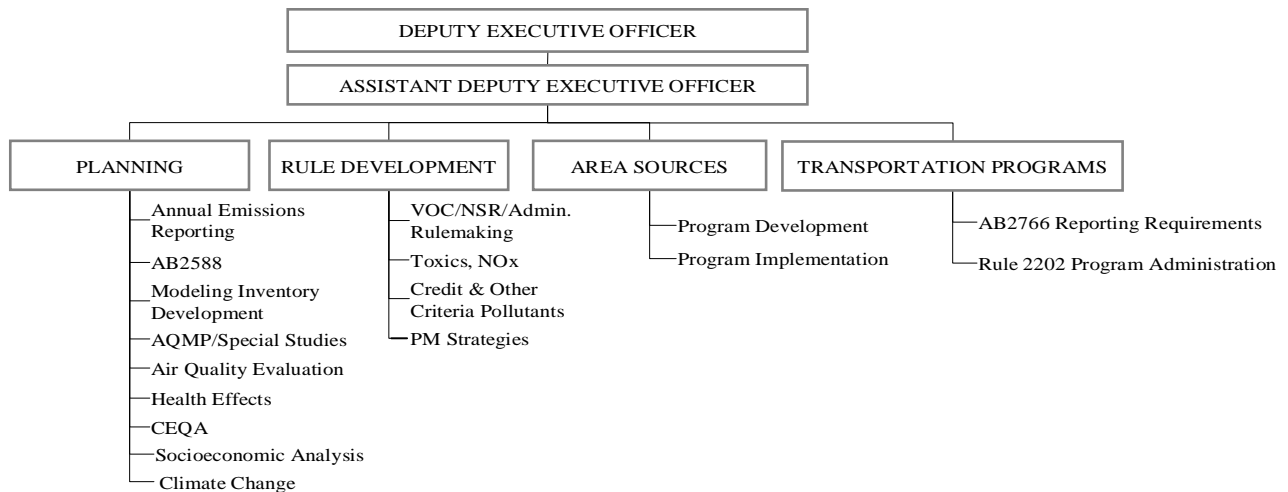 DEPUTY EXECUTIVE OFFICER
ASSISTANT DEPUTY EXECUTIVE OFFICER
PLANNING
Annual Emissions
Reporting
AB2588
Modeling Inventory
Development
AQMP/Special Studies
Air Quality Evaluation
Health Effects
CEQA
Socioeconomic Analysis
Climate Change
RULE DEVELOPMENT
VOC/NSR/Admin.
Rulemaking
Toxics, NOx
Credit & Other
Criteria Pollutants
PM Strategies
AREA SOURCES
Program Development
Program Implementation
TRANSPORTATION PROGRAMS
AB2766 Reporting Requirements
Rule 2202 Program Administration